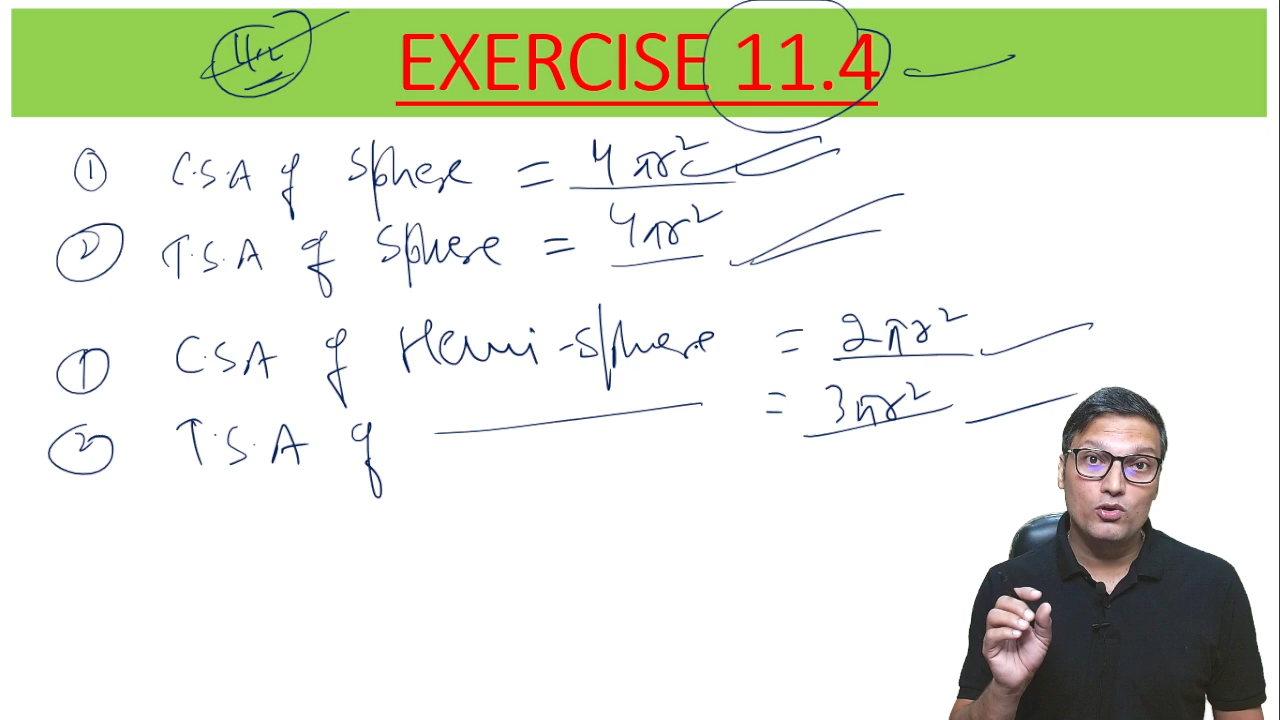 EXERCISE 11.4
① C.S.A of Sphere = 4πr²
② T.S.A of Sphere = 4πr²
① C.S.A of Hemi-sphere = 2πr²
② T.S.A of ———— = 3πr²